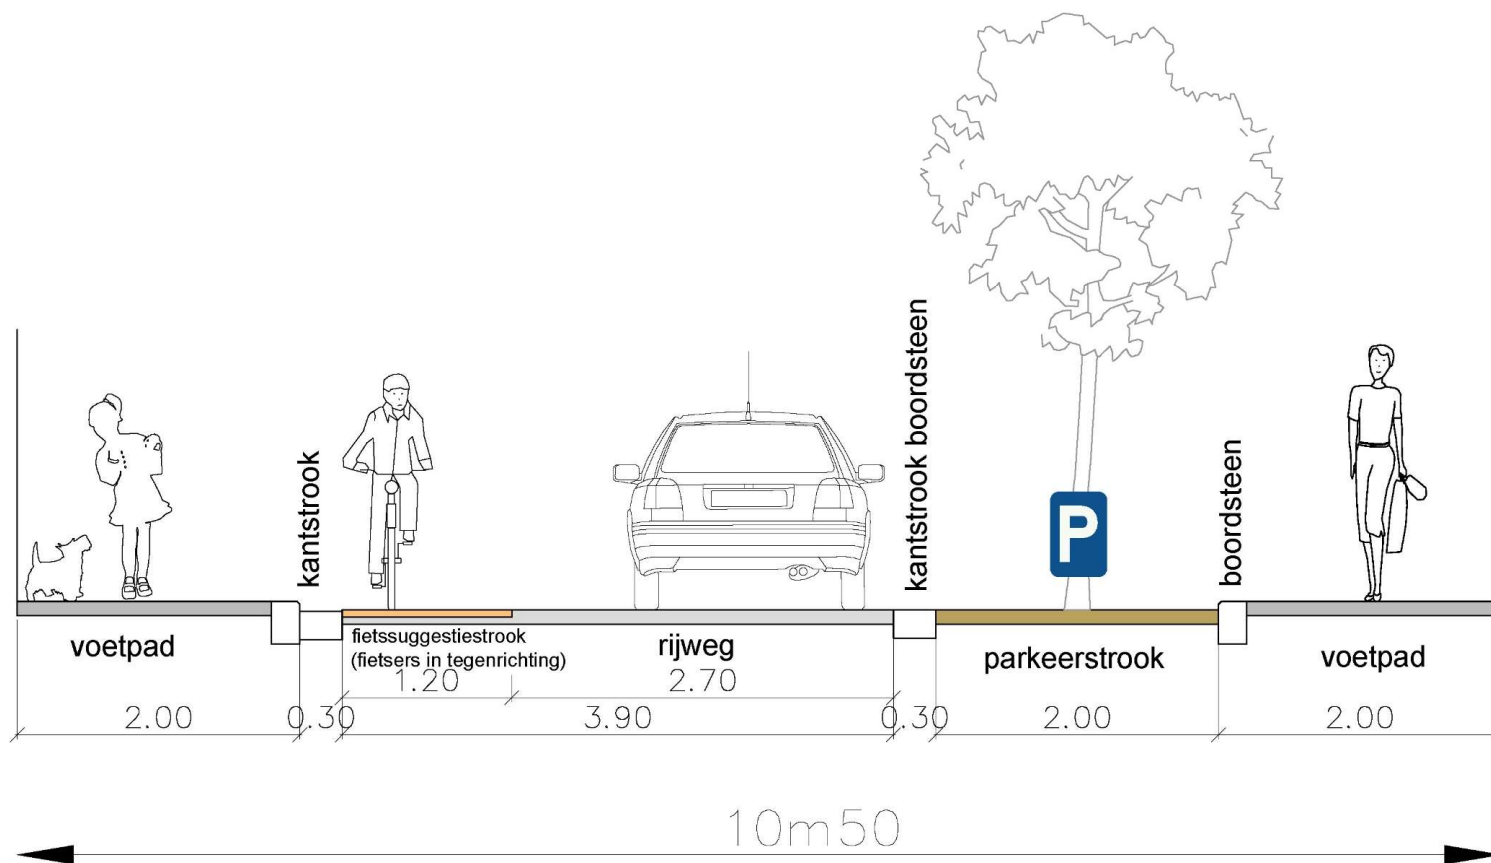 kantstrook
kantstrook boordsteen
P
boordsteen
voetpad
fietssuggestiestrook
(fietsers in tegenrichting)
rijweg
parkeerstrook
voetpad
1.20
2.70
2.00
0.30
3.90
0.30
2.00
2.00
10m50